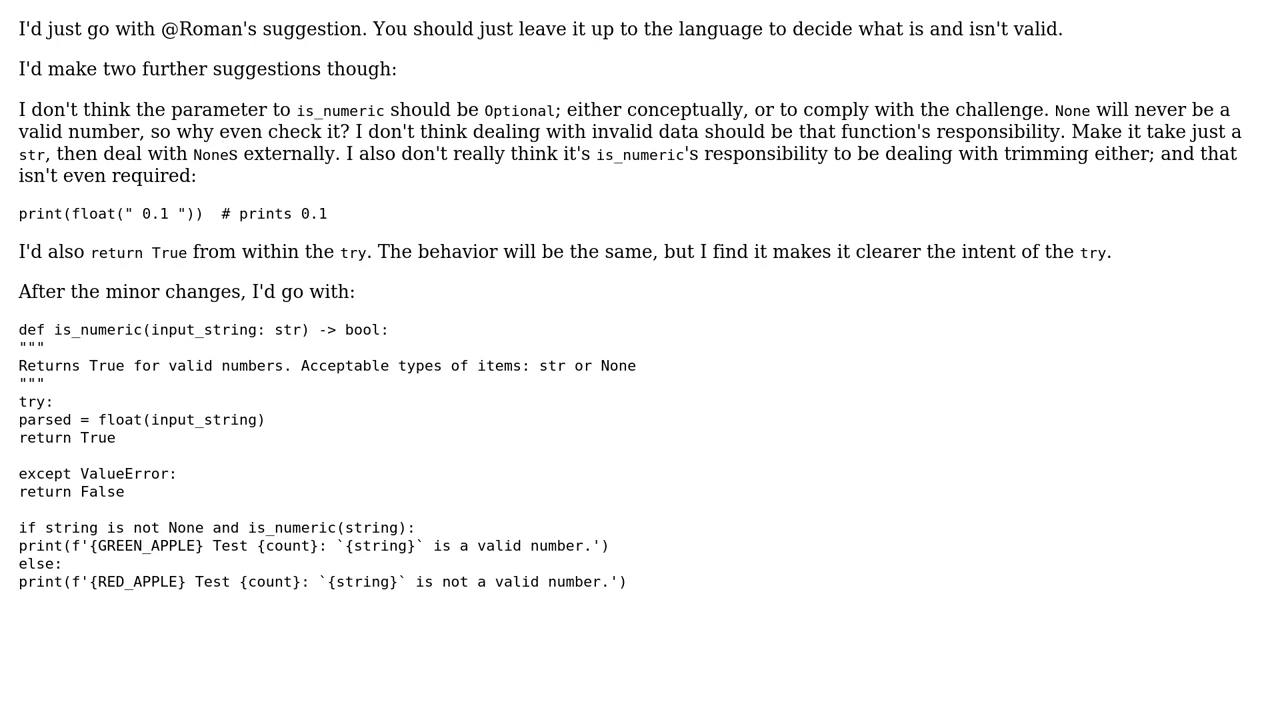 I'd just go with @Roman's suggestion. You should just leave it up to the language to decide what is and isn't valid.
I'd make two further suggestions though:
I don't think the parameter to is_numeric should be Optional; either conceptually, or to comply with the challenge. None will never be a
valid number, so why even check it? I don't think dealing with invalid data should be that function's responsibility. Make it take just a
str, then deal with Nones externally. I also don't really think it's is_numeric's responsibility to be dealing with trimming either; and that
isn't even required:
print(float(" 0.1 "))  # prints 0.1
I'd also return True from within the try. The behavior will be the same, but I find it makes it clearer the intent of the try.
After the minor changes, I'd go with:
def is_numeric(input_string: str) -> bool:
"""
Returns True for valid numbers. Acceptable types of items: str or None
"""
try:
parsed = float(input_string)
return True
except ValueError:
return False
if string is not None and is_numeric(string):
print(f'{GREEN_APPLE} Test {count}: `{string}` is a valid number.')
else:
print(f'{RED_APPLE} Test {count}: `{string}` is not a valid number.')